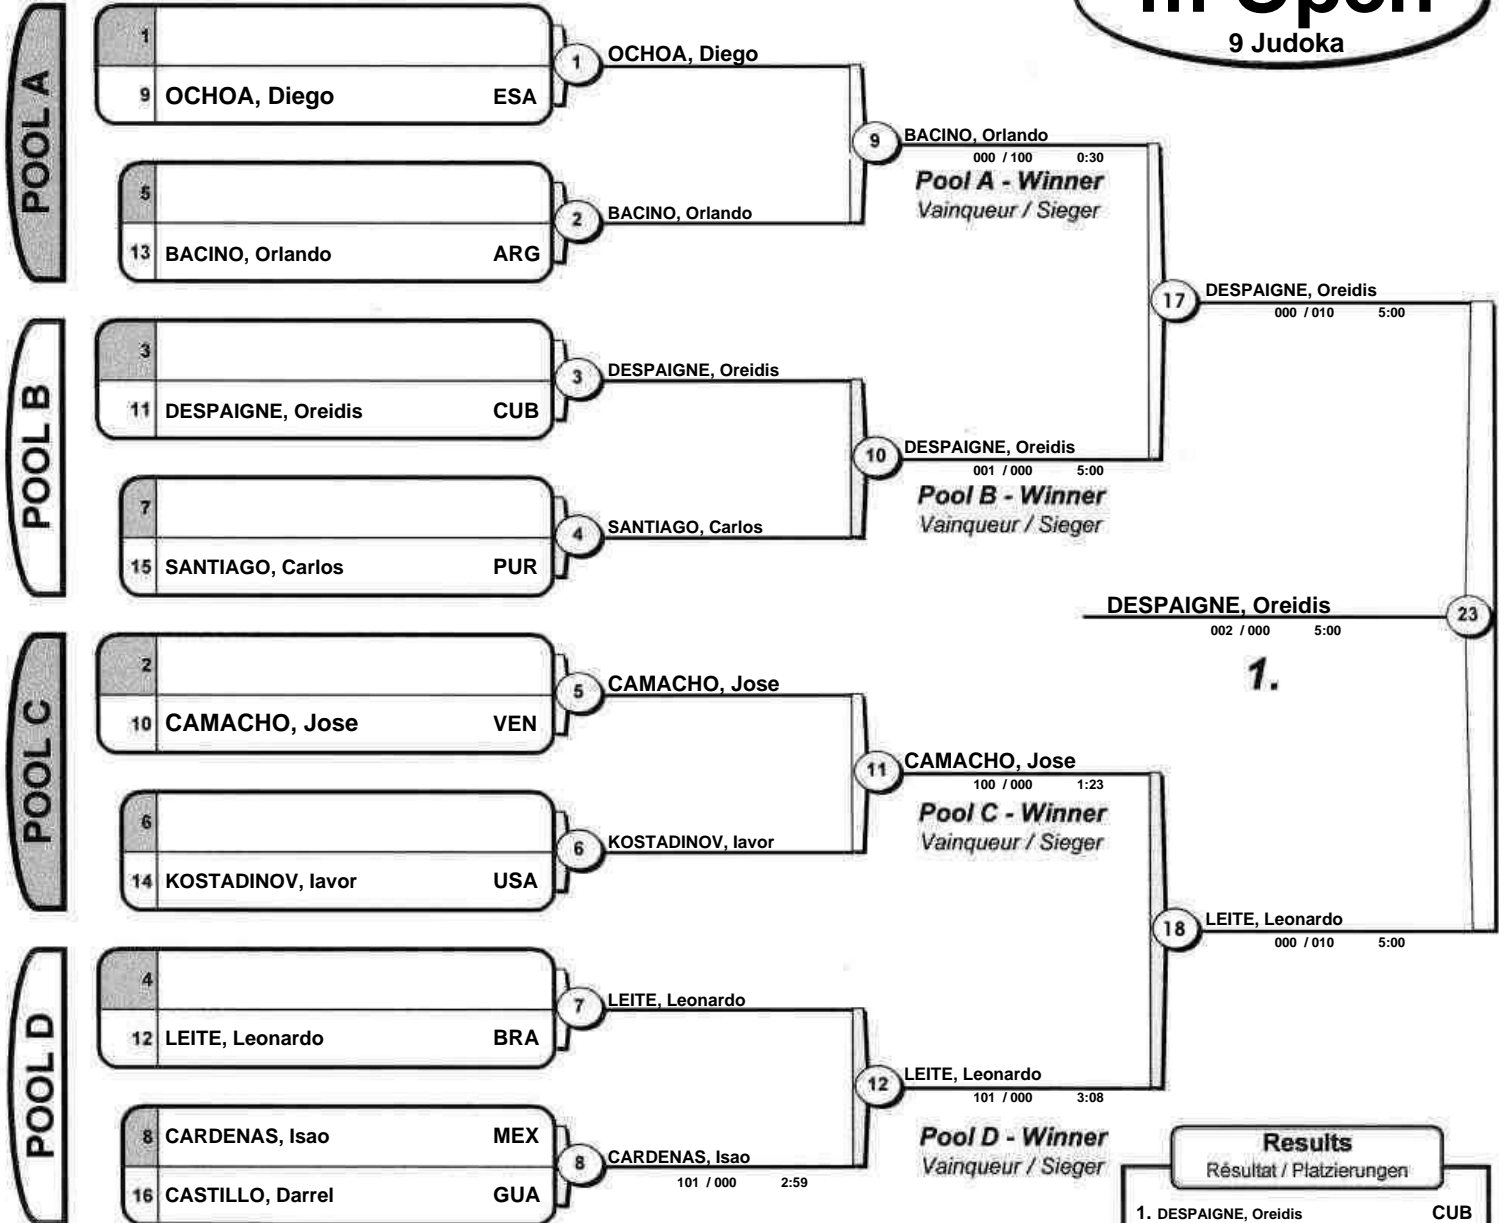 m Open
9 Judoka
POOL A
1
9 OCHOA, Diego ESA
1 OCHOA, Diego
5
13 BACINO, Orlando ARG
2 BACINO, Orlando
9 BACINO, Orlando
000 / 100 0:30
Pool A - Winner
Vainqueur / Sieger
POOL B
3
11 DESPAIGNE, Oreidis CUB
3 DESPAIGNE, Oreidis
7
15 SANTIAGO, Carlos PUR
4 SANTIAGO, Carlos
10 DESPAIGNE, Oreidis
001 / 000 5:00
Pool B - Winner
Vainqueur / Sieger
17 DESPAIGNE, Oreidis
000 / 010 5:00
DESPAIGNE, Oreidis 23
002 / 000 5:00
1.
POOL C
2
10 CAMACHO, Jose VEN
5 CAMACHO, Jose
6
14 KOSTADINOV, Iavor USA
6 KOSTADINOV, Iavor
11 CAMACHO, Jose
100 / 000 1:23
Pool C - Winner
Vainqueur / Sieger
18 LEITE, Leonardo
000 / 010 5:00
POOL D
4
12 LEITE, Leonardo BRA
7 LEITE, Leonardo
8 CARDENAS, Isao MEX
16 CASTILLO, Darrel GUA
8 CARDENAS, Isao
101 / 000 2:59
12 LEITE, Leonardo
101 / 000 3:08
Pool D - Winner
Vainqueur / Sieger
Results
Résultat / Platzierungen
1. DESPAIGNE, Oreidis CUB